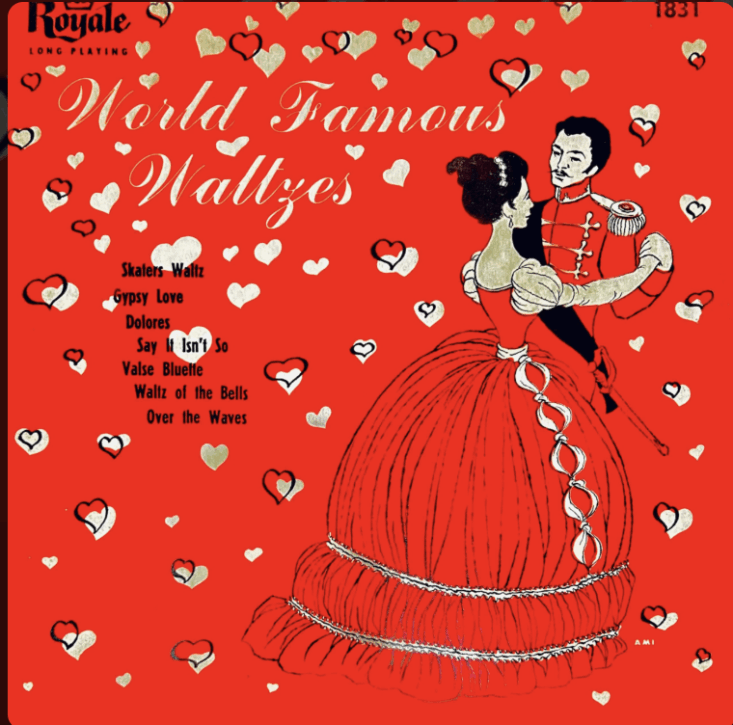 Royale
1831
LONG PLAYING
World Famous
Waltzes
Skaters Waltz
Gypsy Love
Dolores
Say It Isn't So
Valse Bluette
Waltz of the Bells
Over the Waves
AMI